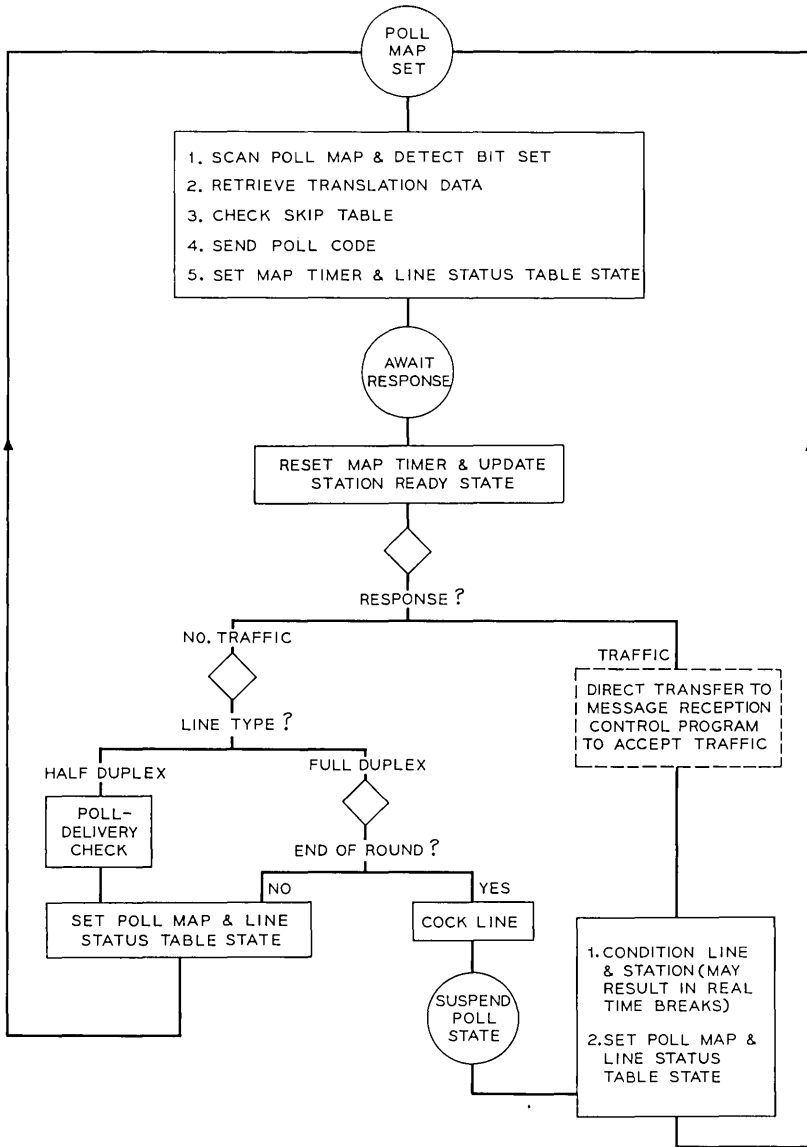 POLL
MAP
SET
1. SCAN POLL MAP & DETECT BIT SET
2. RETRIEVE TRANSLATION DATA
3. CHECK SKIP TABLE
4. SEND POLL CODE
5. SET MAP TIMER & LINE STATUS TABLE STATE
AWAIT
RESPONSE
RESET MAP TIMER & UPDATE
STATION READY STATE
RESPONSE?
NO. TRAFFIC
LINE TYPE?
HALF DUPLEX
POLL-
DELIVERY
CHECK
FULL DUPLEX
END OF ROUND?
NO
YES
SET POLL MAP & LINE
STATUS TABLE STATE
COCK LINE
SUSPEND
POLL
STATE
TRAFFIC
DIRECT TRANSFER TO
MESSAGE RECEPTION
CONTROL PROGRAM
TO ACCEPT TRAFFIC
1. CONDITION LINE
& STATION (MAY
RESULT IN REAL
TIME BREAKS)
2. SET POLL MAP &
LINE STATUS
TABLE STATE